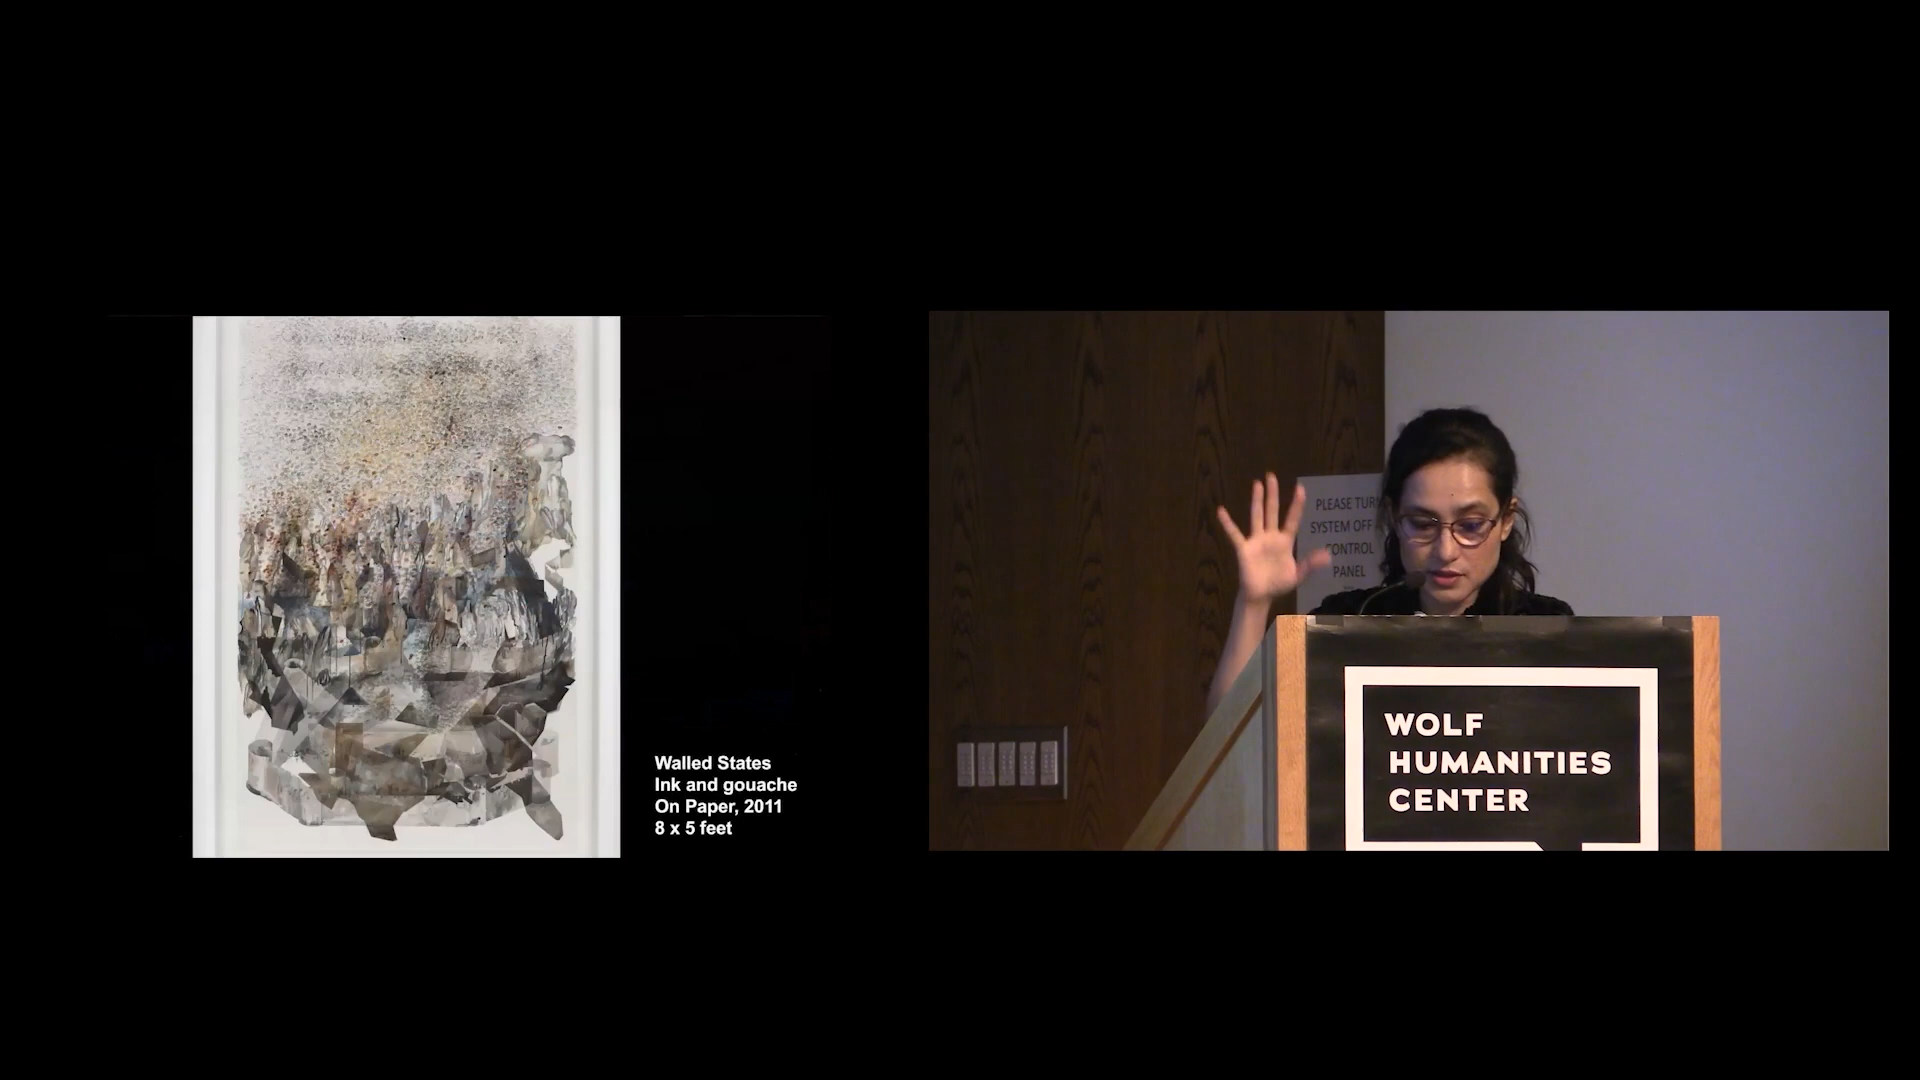 Walled States
Ink and gouache
On Paper, 2011
8 x 5 feet
PLEASE TURN
SYSTEM OFF
CONTROL
PANEL
WOLF
HUMANITIES
CENTER